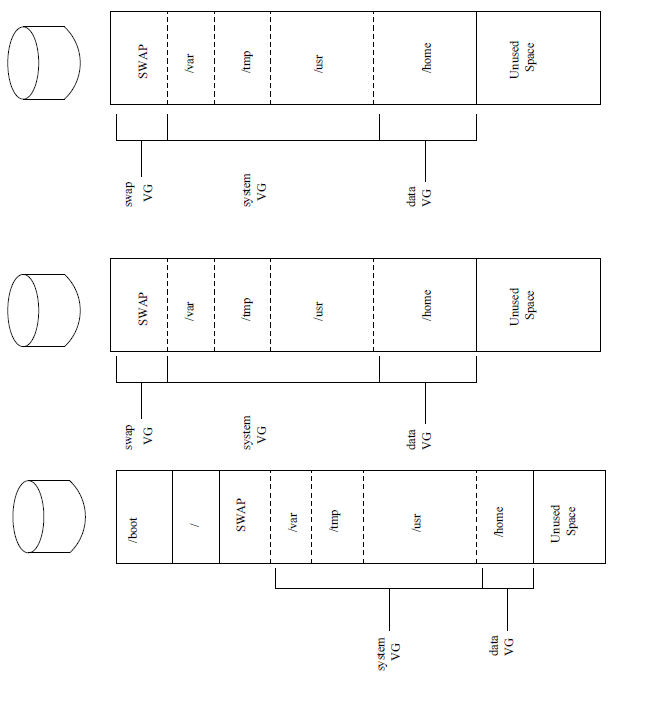 SWAP
/var
/tmp
/usr
/home
Unused
Space
swap
VG
system
VG
data
VG
SWAP
/var
/tmp
/usr
/home
Unused
Space
swap
VG
system
VG
data
VG
/boot
/
SWAP
/var
/tmp
/usr
/home
Unused
Space
system
VG
data
VG